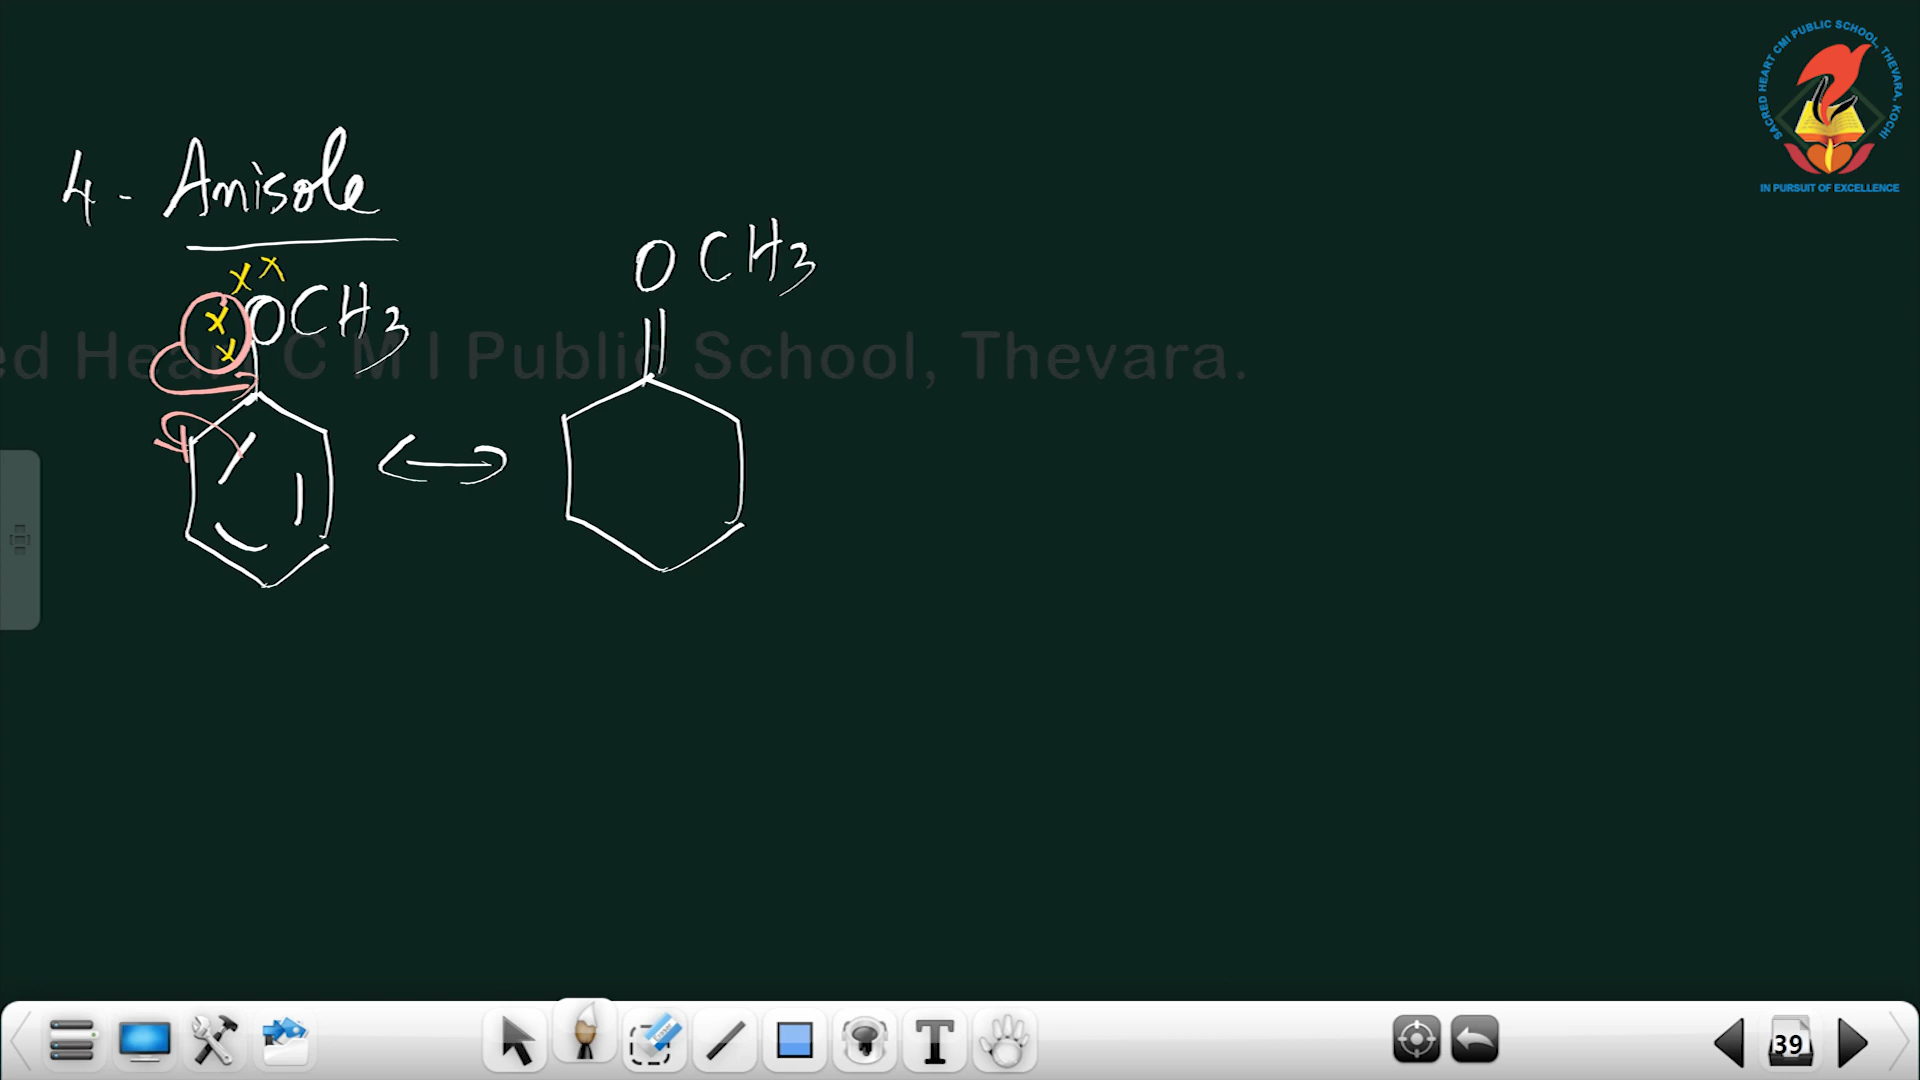 SACRED HEART CMI PUBLIC SCHOOL, THEVARA, KOCHI
IN PURSUIT OF EXCELLENCE
4 - Anisole
x x
x OCH3
x
OCH3
ed Heart C M I Public School, Thevara.
T
39